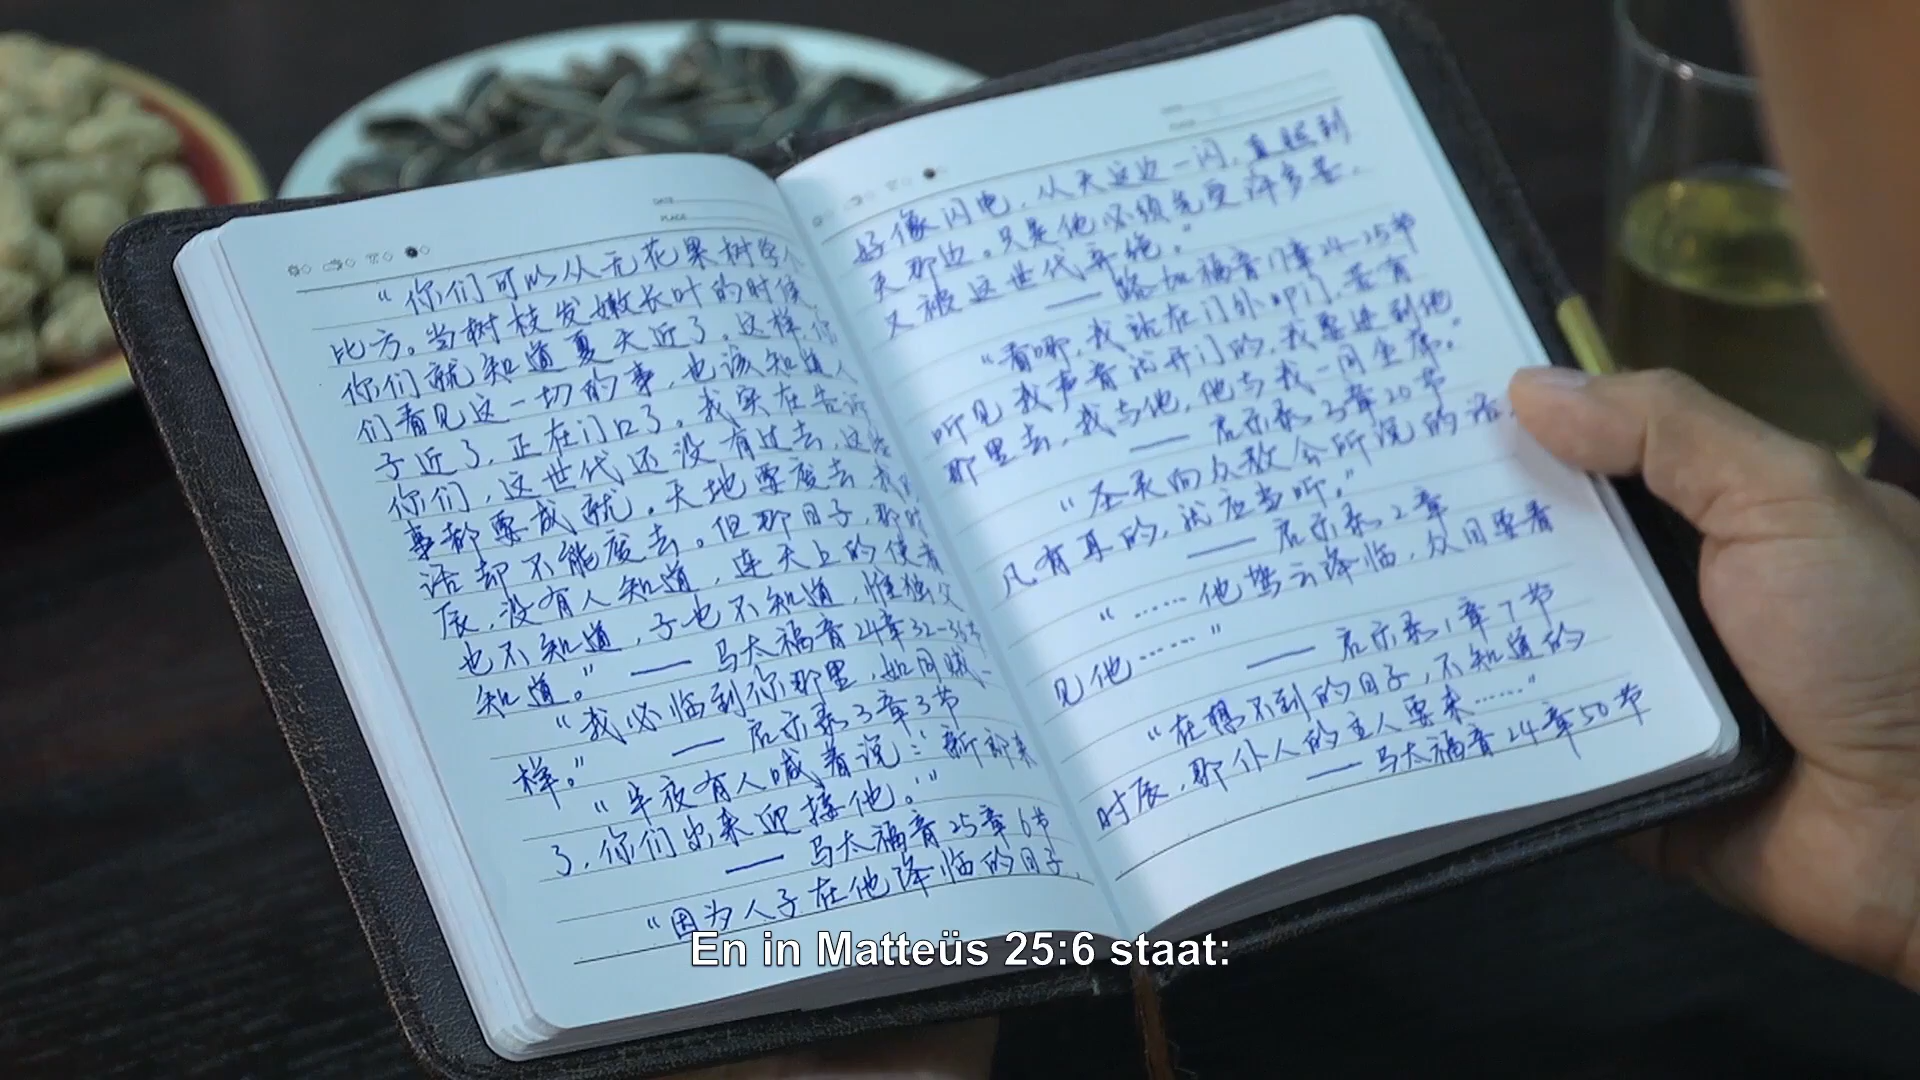 DATE
PLACE
“你们可以从无花果树学个
比方。当树枝发嫩长叶的时候，
你们就知道夏天近了。这样，你
们看见这一切的事，也该知道人
子近了，正在门口了。我实在告诉
你们，这世代还没有过去，这些
事都要成就。天地要废去，我的
话却不能废去。但那日子，那时
辰，没有人知道，连天上的使者
也不知道，子也不知道，惟独父
知道。” —— 马太福音24章32-36节
“我必临到你那里，如同贼一
样。” —— 启示录3章3节
“半夜有人喊着说：‘新郎来
了，你们出来迎接他。’”
—— 马太福音25章6节
“因为人子在他降临的日子，
好像闪电，从天这边一闪，直照到
天那边。只是他必须先受许多苦，
又被这世代弃绝。”
—— 路加福音17章24-25节
“看哪，我站在门外叩门，若有
听见我声音就开门的，我要进到他
那里去，我与他，他与我一同坐席。”
—— 启示录3章20节
“圣灵向众教会所说的话，
凡有耳的，就应当听。”
—— 启示录2章
“……他驾云降临，众目要看
见他……”
—— 启示录1章7节
“在想不到的日子，不知道的
时辰，那仆人的主人要来……”
—— 马太福音24章50节
En in Matteüs 25:6 staat: